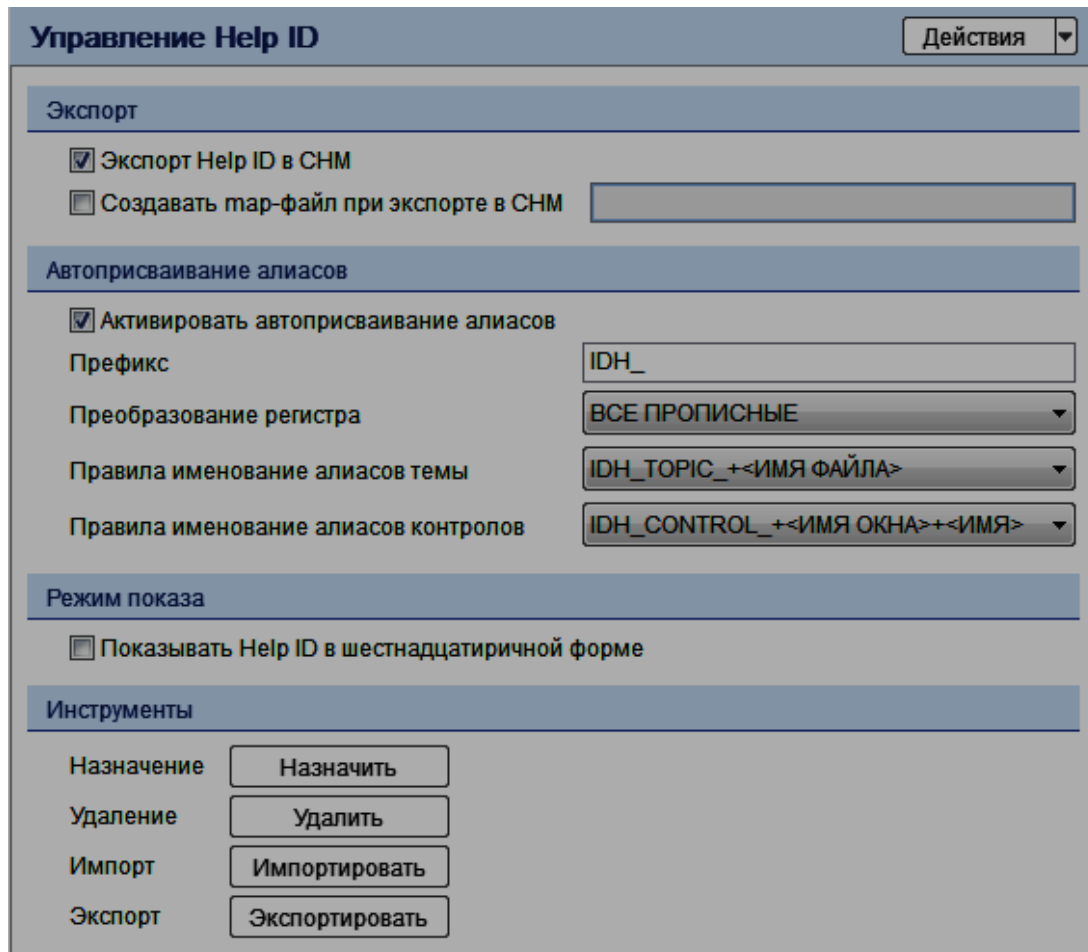 Управление Help ID
Действия
Экспорт
Экспорт Help ID в CHM
Создавать map-файл при экспорте в CHM
Автоприсваивание алиасов
Активировать автоприсваивание алиасов
Префикс IDH_
Преобразование регистра ВСЕ ПРОПИСНЫЕ
Правила именование алиасов темы IDH_TOPIC_+<ИМЯ ФАЙЛА>
Правила именование алиасов контролов IDH_CONTROL_+<ИМЯ ОКНА>+<ИМЯ>
Режим показа
Показывать Help ID в шестнадцатиричной форме
Инструменты
Назначение Назначить
Удаление Удалить
Импорт Импортировать
Экспорт Экспортировать